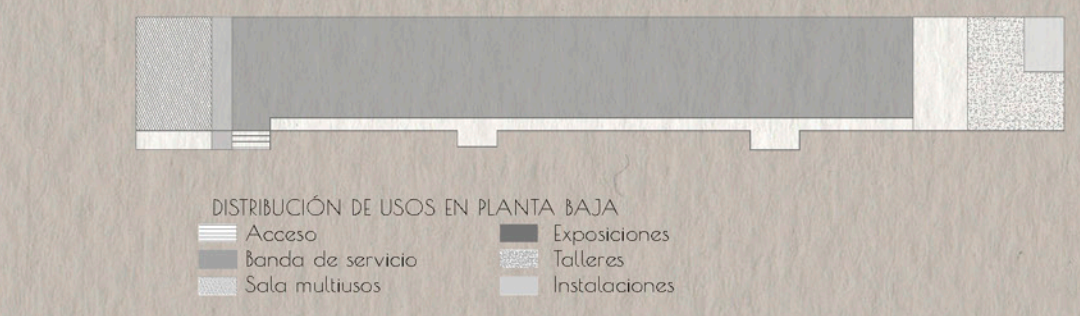 DISTRIBUCIÓN DE USOS EN PLANTA BAJA
Acceso
Banda de servicio
Sala multiusos
Exposiciones
Talleres
Instalaciones